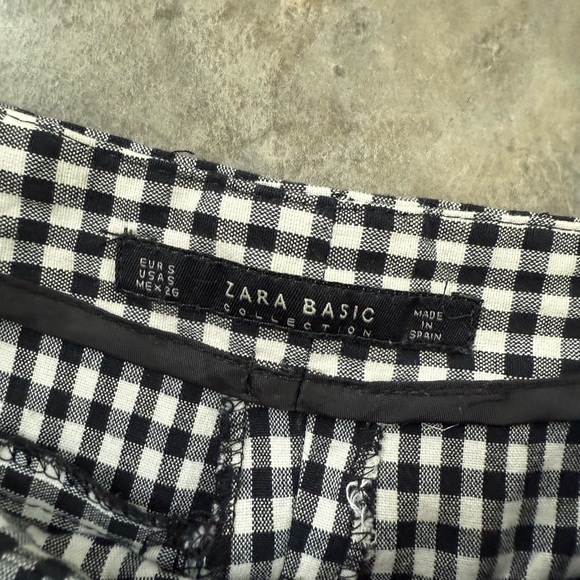 EUR S
USA S
MEX 26
ZARA BASIC
COLLECTION
MADE
IN
SPAIN